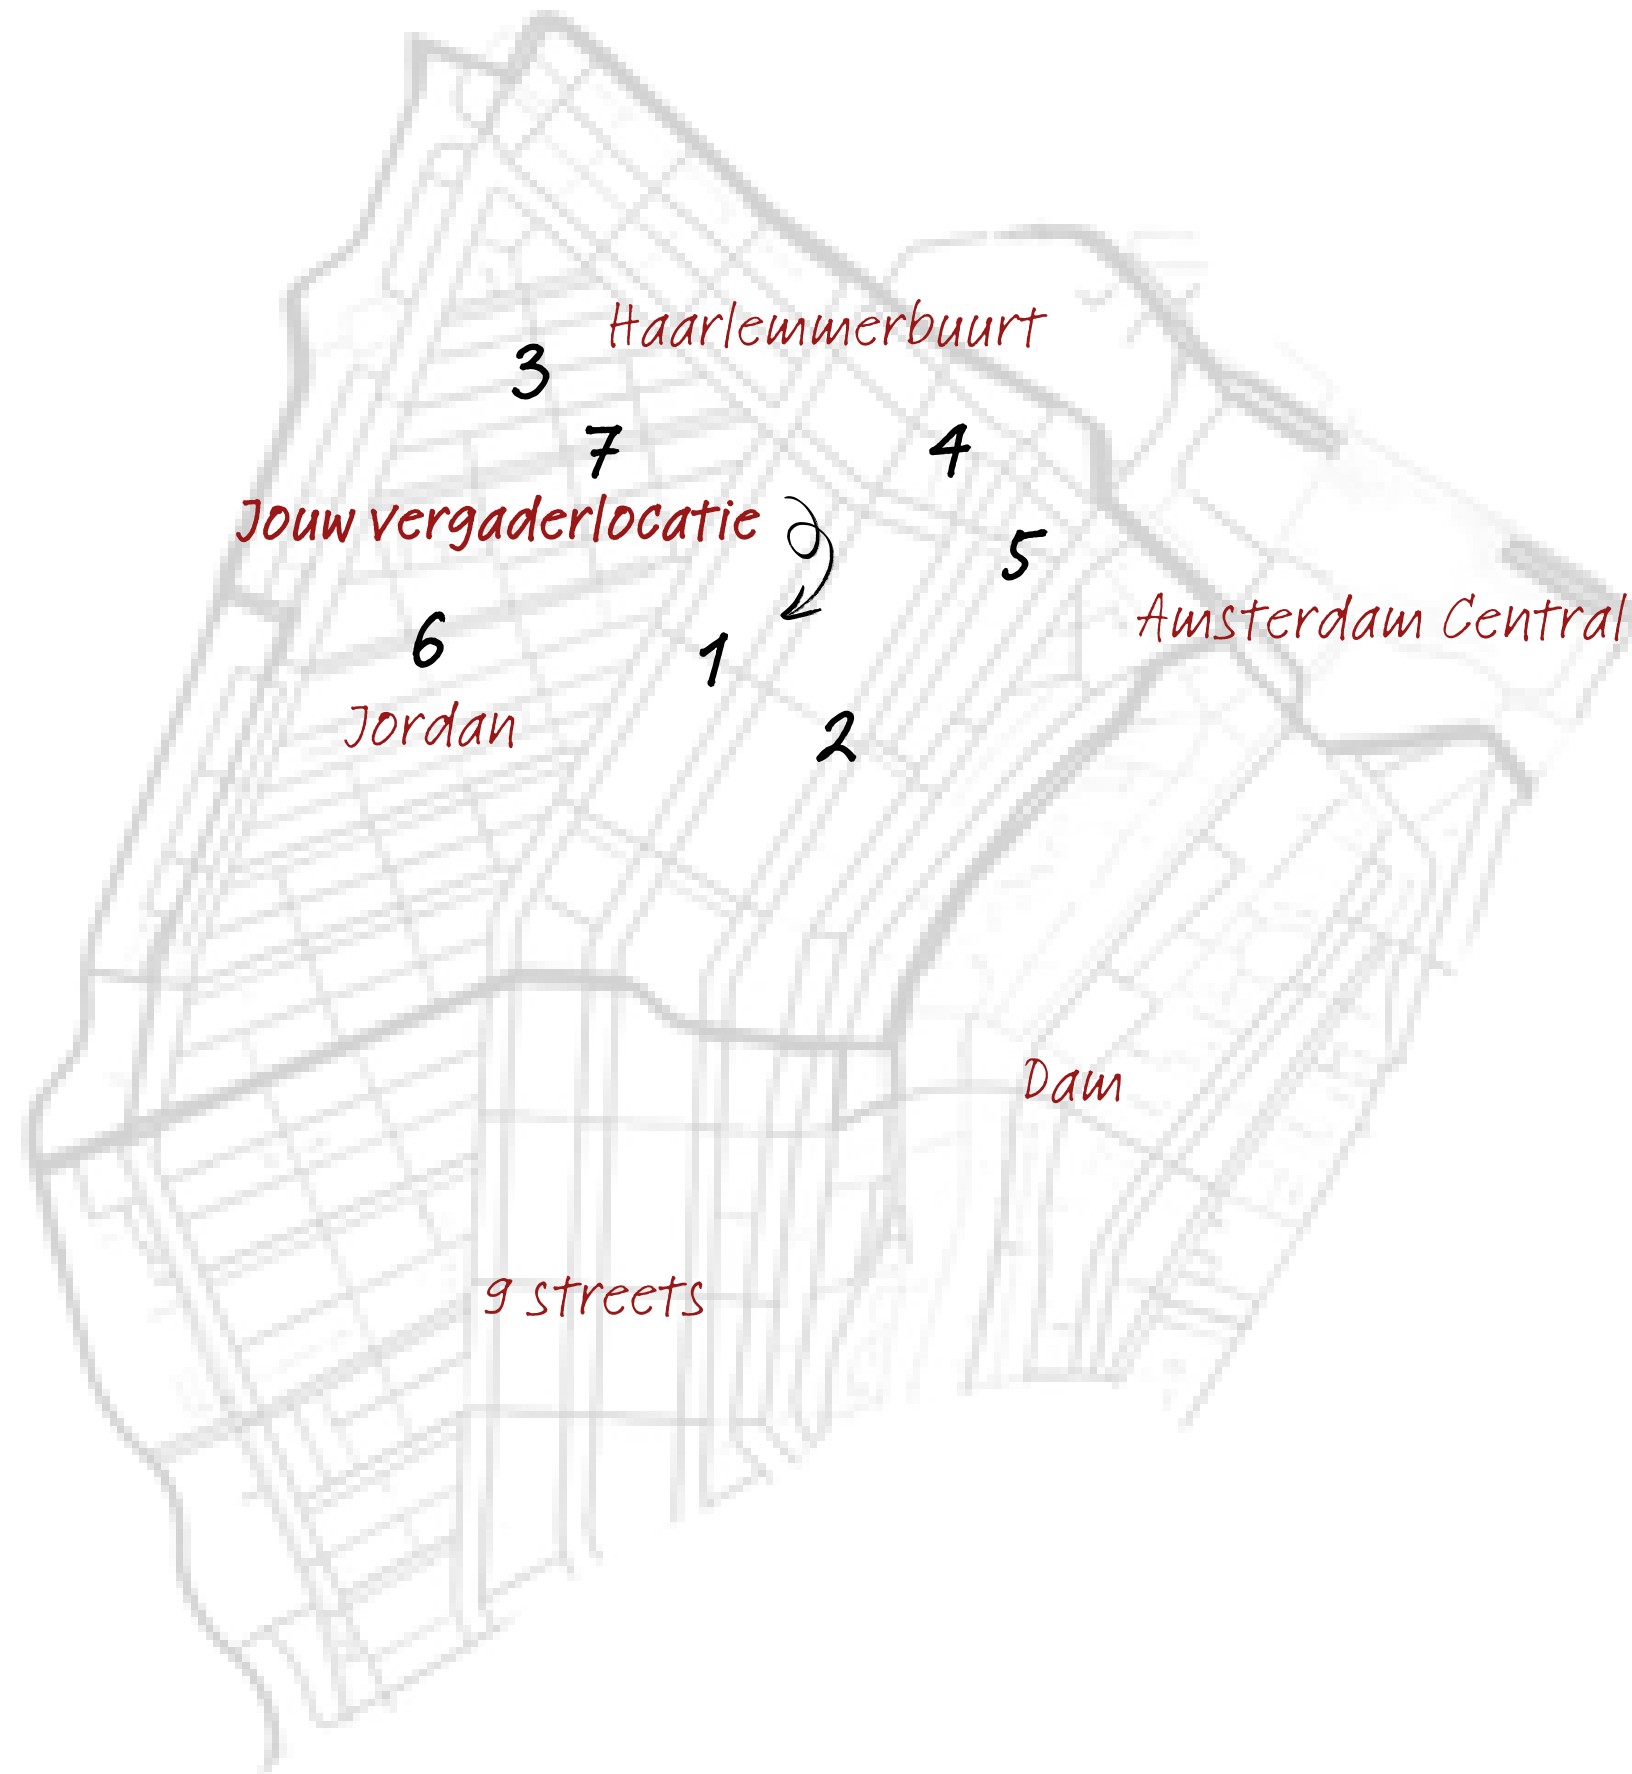 Haarlemmerbuurt
3
7
4
Jouw vergaderlocatie
5
Amsterdam Central
6
1
Jordan
2
Dam
9 streets